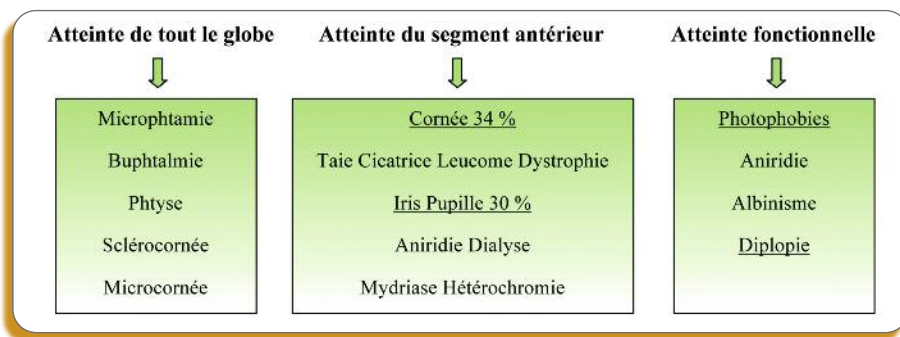 Atteinte de tout le globe
Microphtamie
Buphtalmie
Phtyse
Sclérocornée
Microcornée
Atteinte du segment antérieur
Cornée 34 %
Taie Cicatrice Leucome Dystrophie
Iris Pupille 30 %
Aniridie Dialyse
Mydriase Hétérochromie
Atteinte fonctionnelle
Photophobies
Aniridie
Albinisme
Diplopie